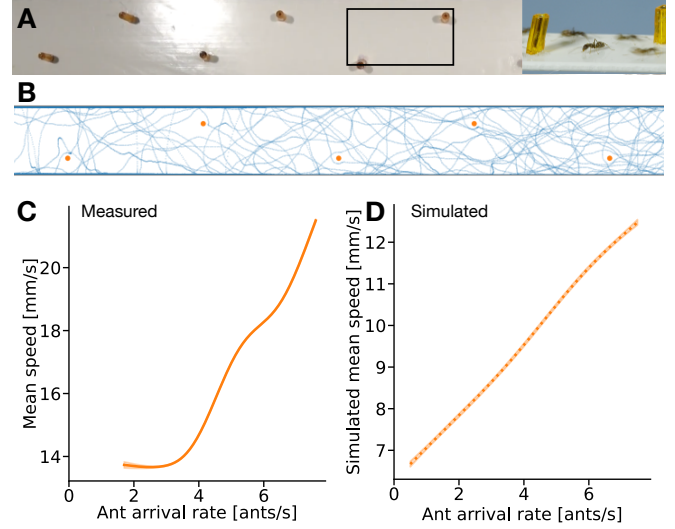 A
B
C
Measured
Mean speed [mm/s]
20
18
16
14
0
2
4
6
Ant arrival rate [ants/s]
D
Simulated
Simulated mean speed [mm/s]
12
11
10
9
8
7
0
2
4
6
Ant arrival rate [ants/s]